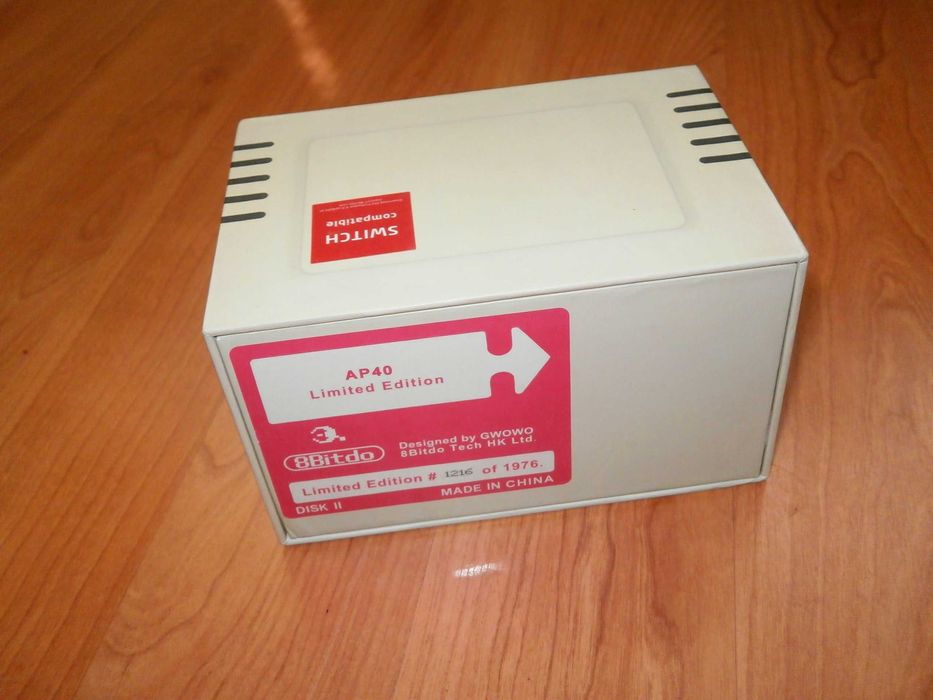 SWITCH
compatible
AP40
Limited Edition
8Bitdo
Designed by GWOWO
8Bitdo Tech HK Ltd.
Limited Edition # 1216 of 1976.
DISK II
MADE IN CHINA